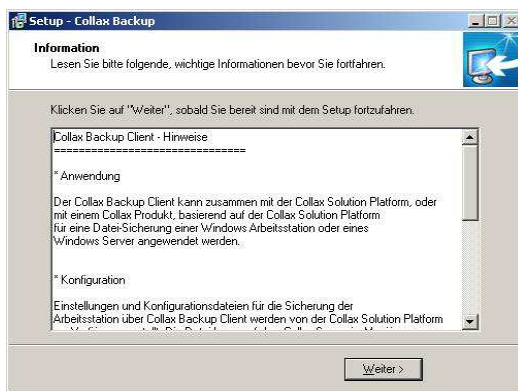 Setup - Collax Backup
Information
Lesen Sie bitte folgende, wichtige Informationen bevor Sie fortfahren.
Klicken Sie auf "Weiter", sobald Sie bereit sind mit dem Setup fortzufahren.
Collax Backup Client - Hinweise
===============================
* Anwendung
Der Collax Backup Client kann zusammen mit der Collax Solution Platform, oder
mit einem Collax Produkt, basierend auf der Collax Solution Platform
für eine Datei-Sicherung einer Windows Arbeitsstation oder eines
Windows Server angewendet werden.
* Konfiguration
Einstellungen und Konfigurationsdateien für die Sicherung der
Arbeitsstation über Collax Backup Client werden von der Collax Solution Platform
Weiter >